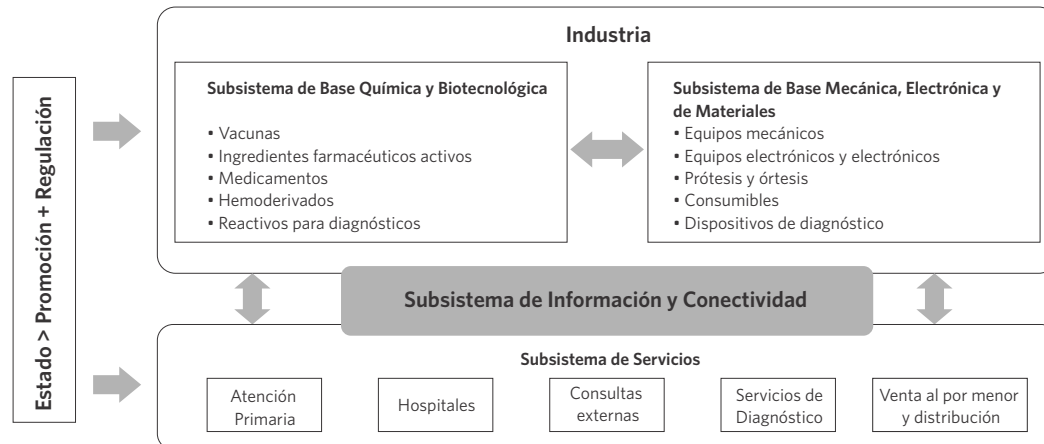 Estado > Promoción + Regulación
Industria
Subsistema de Base Química y Biotecnológica
▪ Vacunas
▪ Ingredientes farmacéuticos activos
▪ Medicamentos
▪ Hemoderivados
▪ Reactivos para diagnósticos
Subsistema de Base Mecánica, Electrónica y
de Materiales
▪ Equipos mecánicos
▪ Equipos electrónicos y electrónicos
▪ Prótesis y órtesis
▪ Consumibles
▪ Dispositivos de diagnóstico
Subsistema de Información y Conectividad
Subsistema de Servicios
Atención
Primaria
Hospitales
Consultas
externas
Servicios de
Diagnóstico
Venta al por menor
y distribución